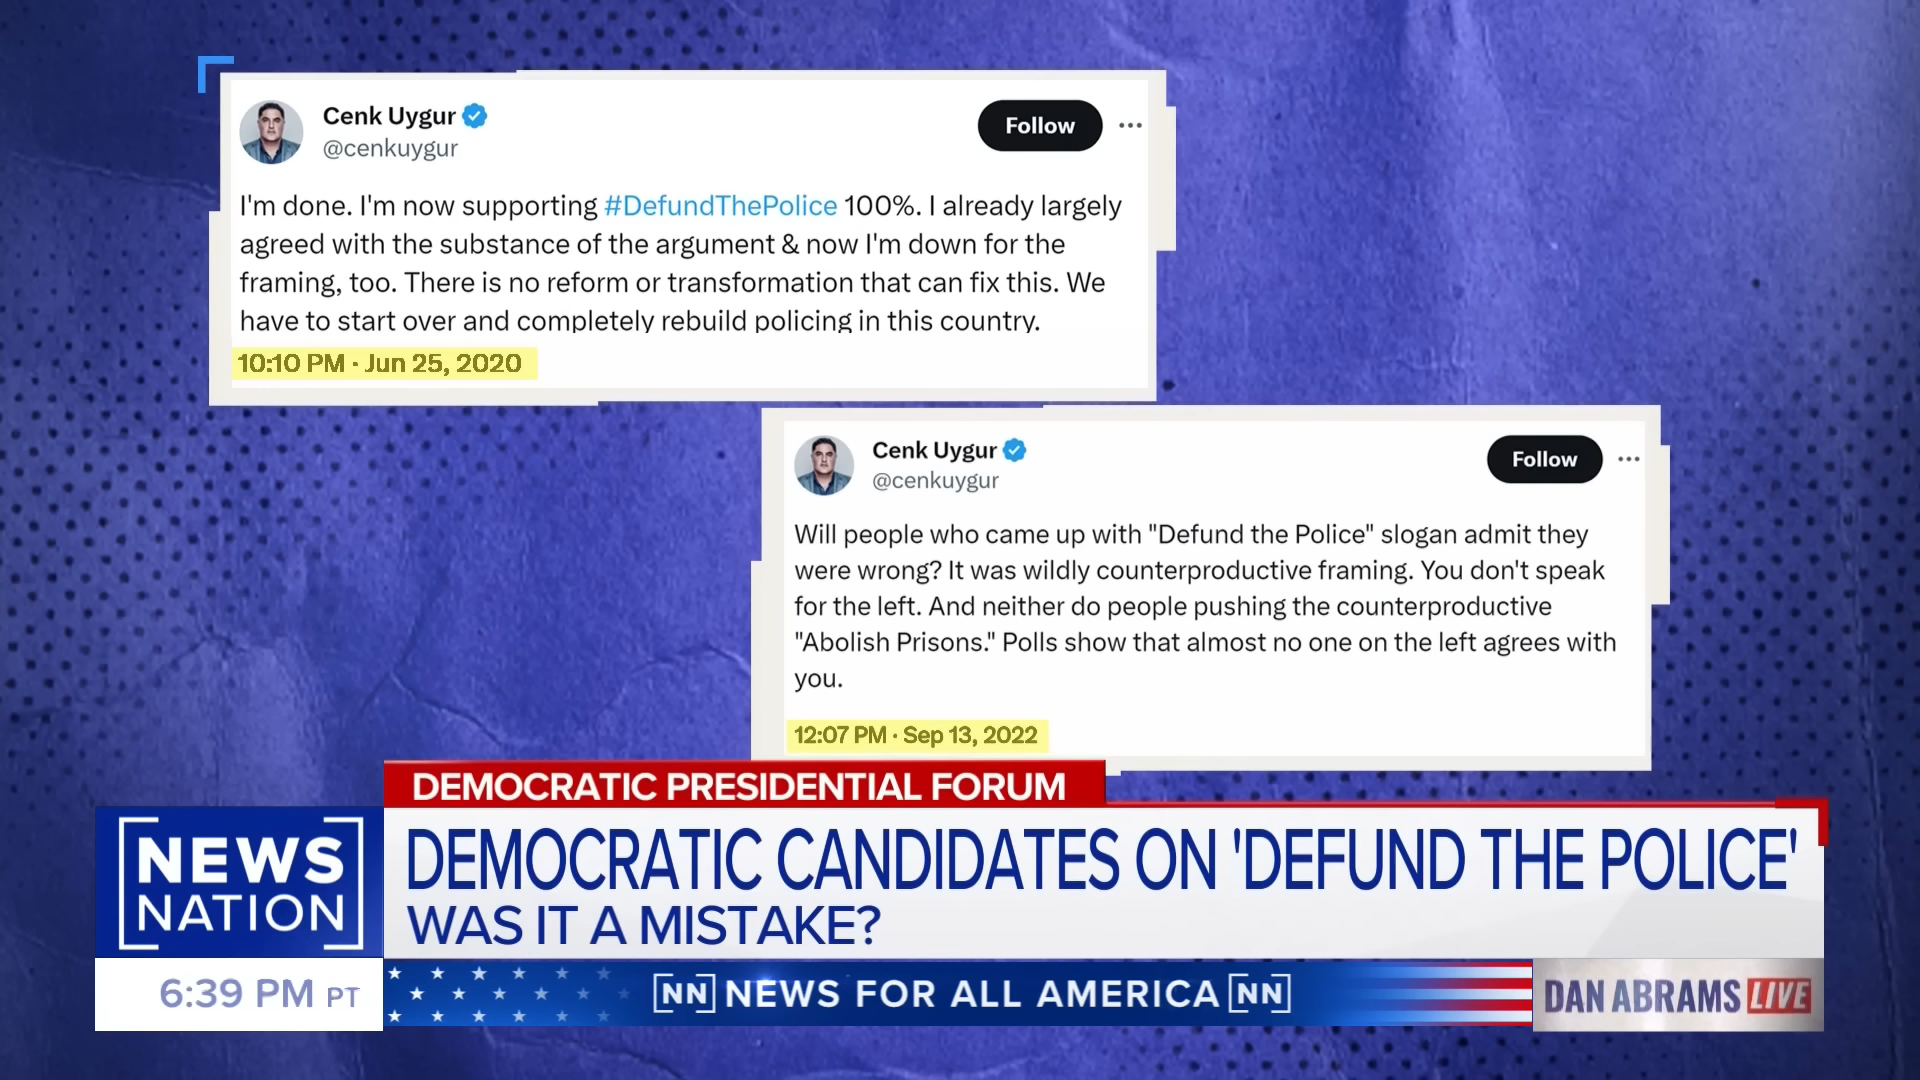 Cenk Uygur
@cenkuygur
Follow
I'm done. I'm now supporting #DefundThePolice 100%. I already largely
agreed with the substance of the argument & now I'm down for the
framing, too. There is no reform or transformation that can fix this. We
have to start over and completely rebuild policing in this country.
10:10 PM · Jun 25, 2020
Cenk Uygur
@cenkuygur
Follow
Will people who came up with "Defund the Police" slogan admit they
were wrong? It was wildly counterproductive framing. You don't speak
for the left. And neither do people pushing the counterproductive
"Abolish Prisons." Polls show that almost no one on the left agrees with
you.
12:07 PM · Sep 13, 2022
DEMOCRATIC PRESIDENTIAL FORUM
NEWS
NATION
DEMOCRATIC CANDIDATES ON 'DEFUND THE POLICE'
WAS IT A MISTAKE?
6:39 PM PT
NN NEWS FOR ALL AMERICA NN
DAN ABRAMS LIVE